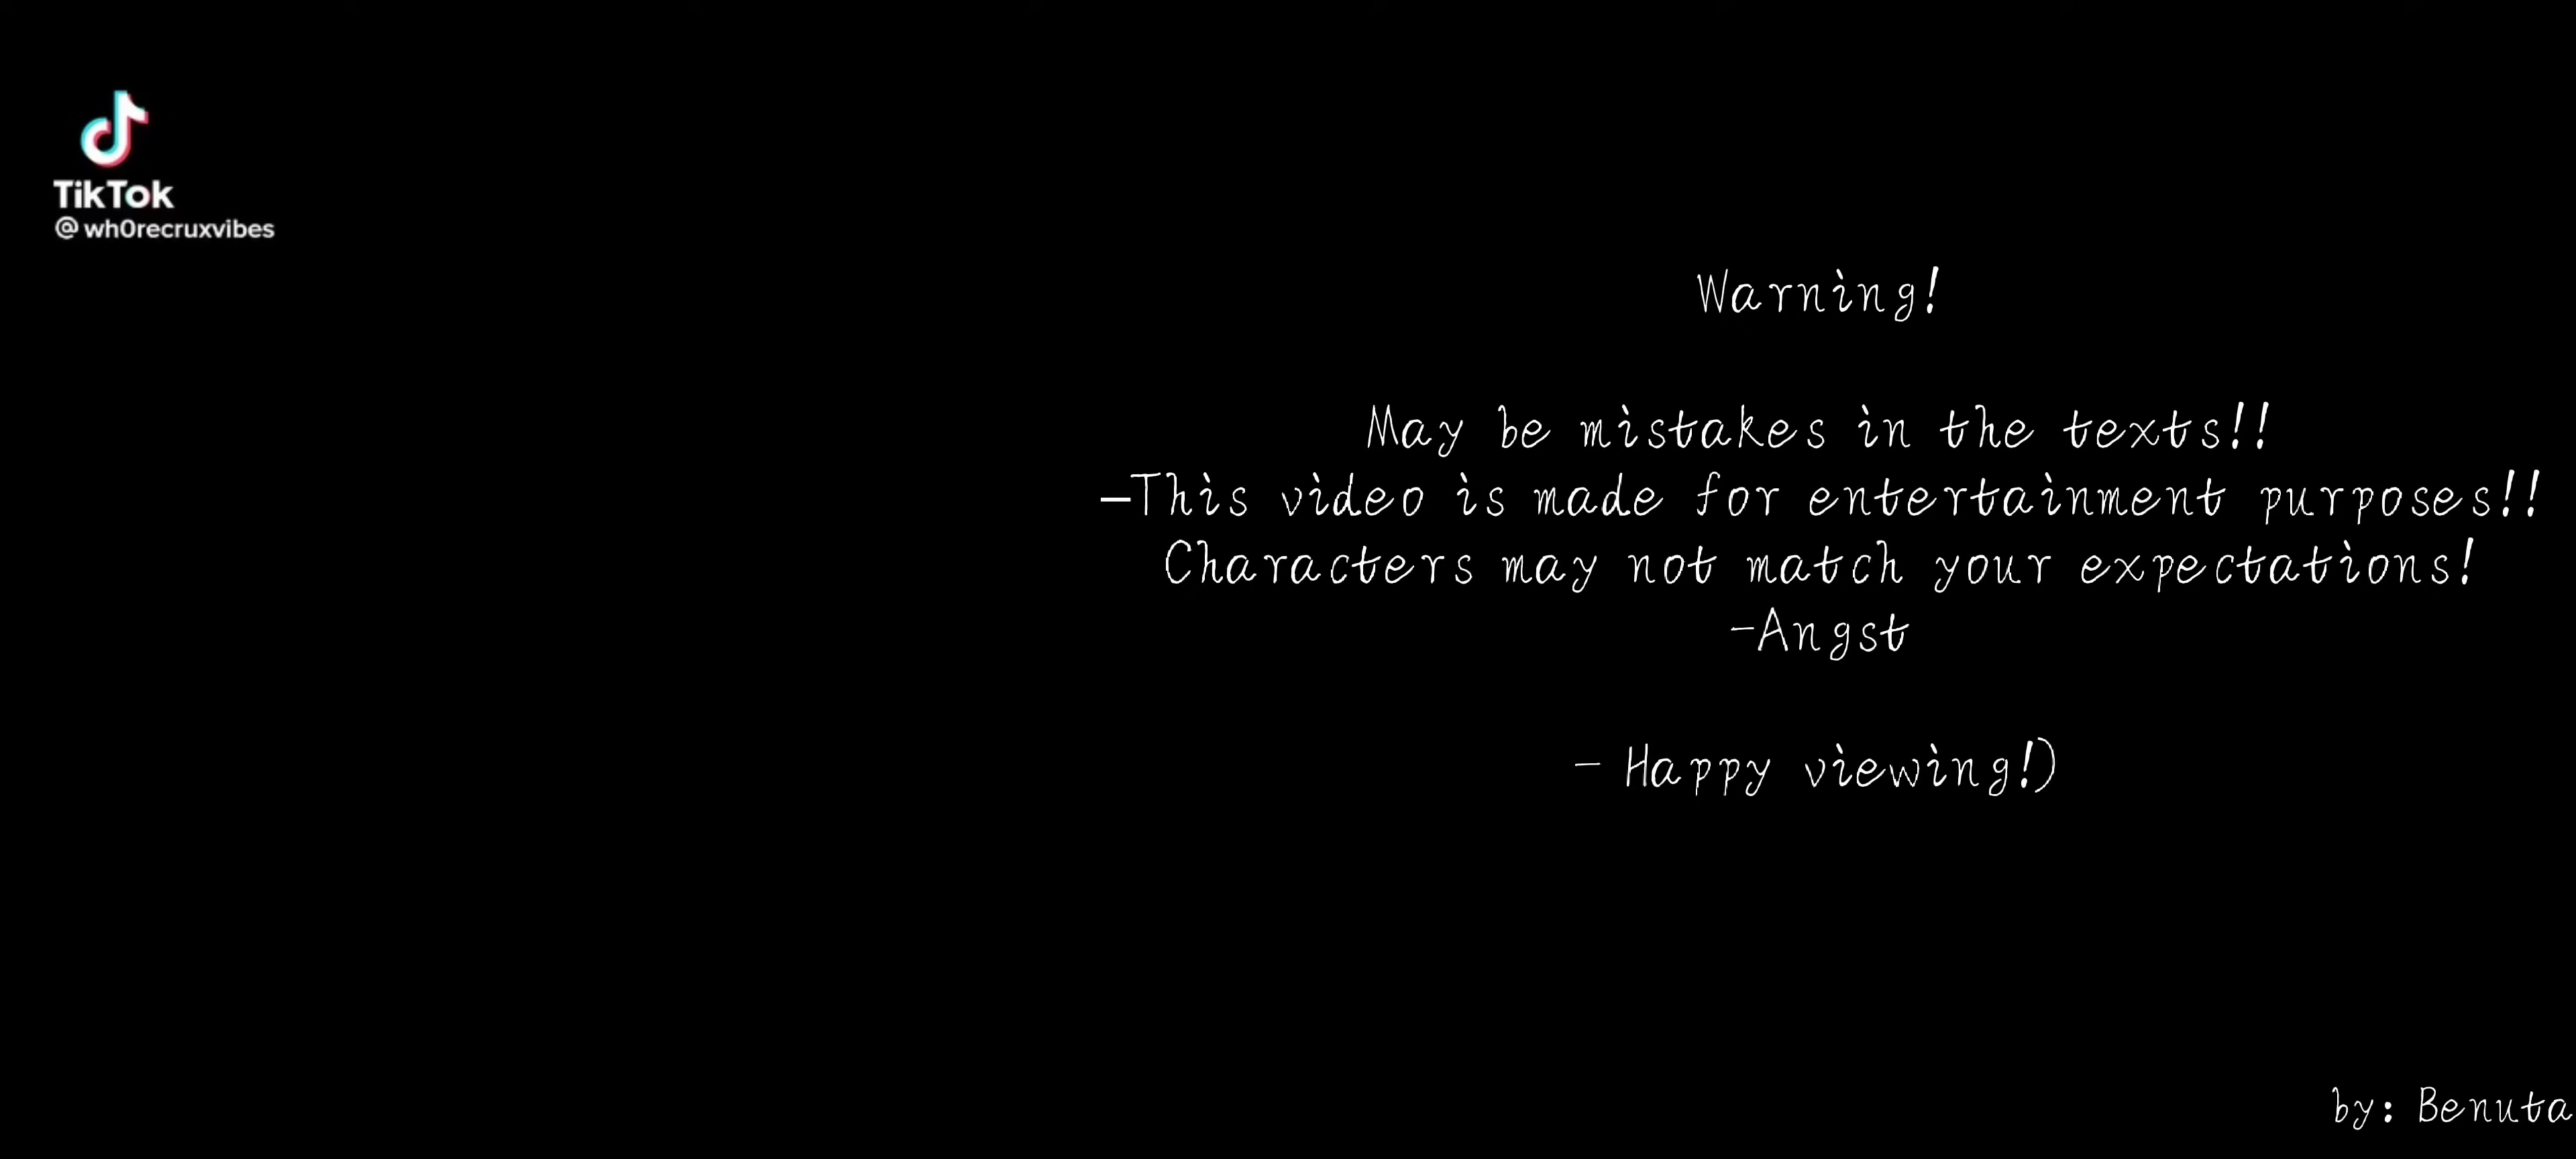 TikTok
@wh0recruxvibes
Warning!
May be mistakes in the texts!!
—This video is made for entertainment purposes!!
Characters may not match your expectations!
-Angst
- Happy viewing!)
by: Benuta